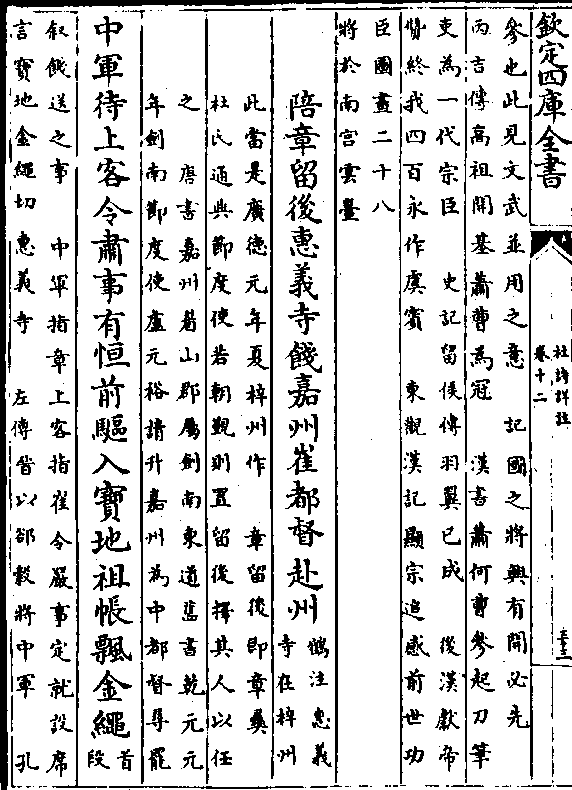 欽定四庫全書
杜詩詳註
卷十二
三十三
參也此見文武並用之意　記國之將興有開必先
丙吉傳高祖開基蕭曹為冠　漢書蕭何曹參起刀筆
吏為一代宗臣　史記留侯傳羽翼已成　後漢獻帝
贊終我四百永作虞賓　東觀漢記顯宗追感前世功
臣圖畫二十八
將於南宮雲臺
陪章留後惠義寺餞嘉州崔都督赴州
鶴注惠義
寺在梓州
此當是廣德元年夏梓州作　章留後即章彝
杜氏通典節度使若朝覲則置留後擇其人以任
之　唐書嘉州眉山郡屬劍南東道舊書乾元元
年劍南節度使盧元裕請升嘉州為中都督尋罷
中軍待上客令肅事有恒前驅入寶地祖帳飄金繩
首
段
叙餞送之事　中軍指章上客指崔令嚴事定就設席
言寶地金繩切惠義寺　左傳晉以郤縠將中軍　孔